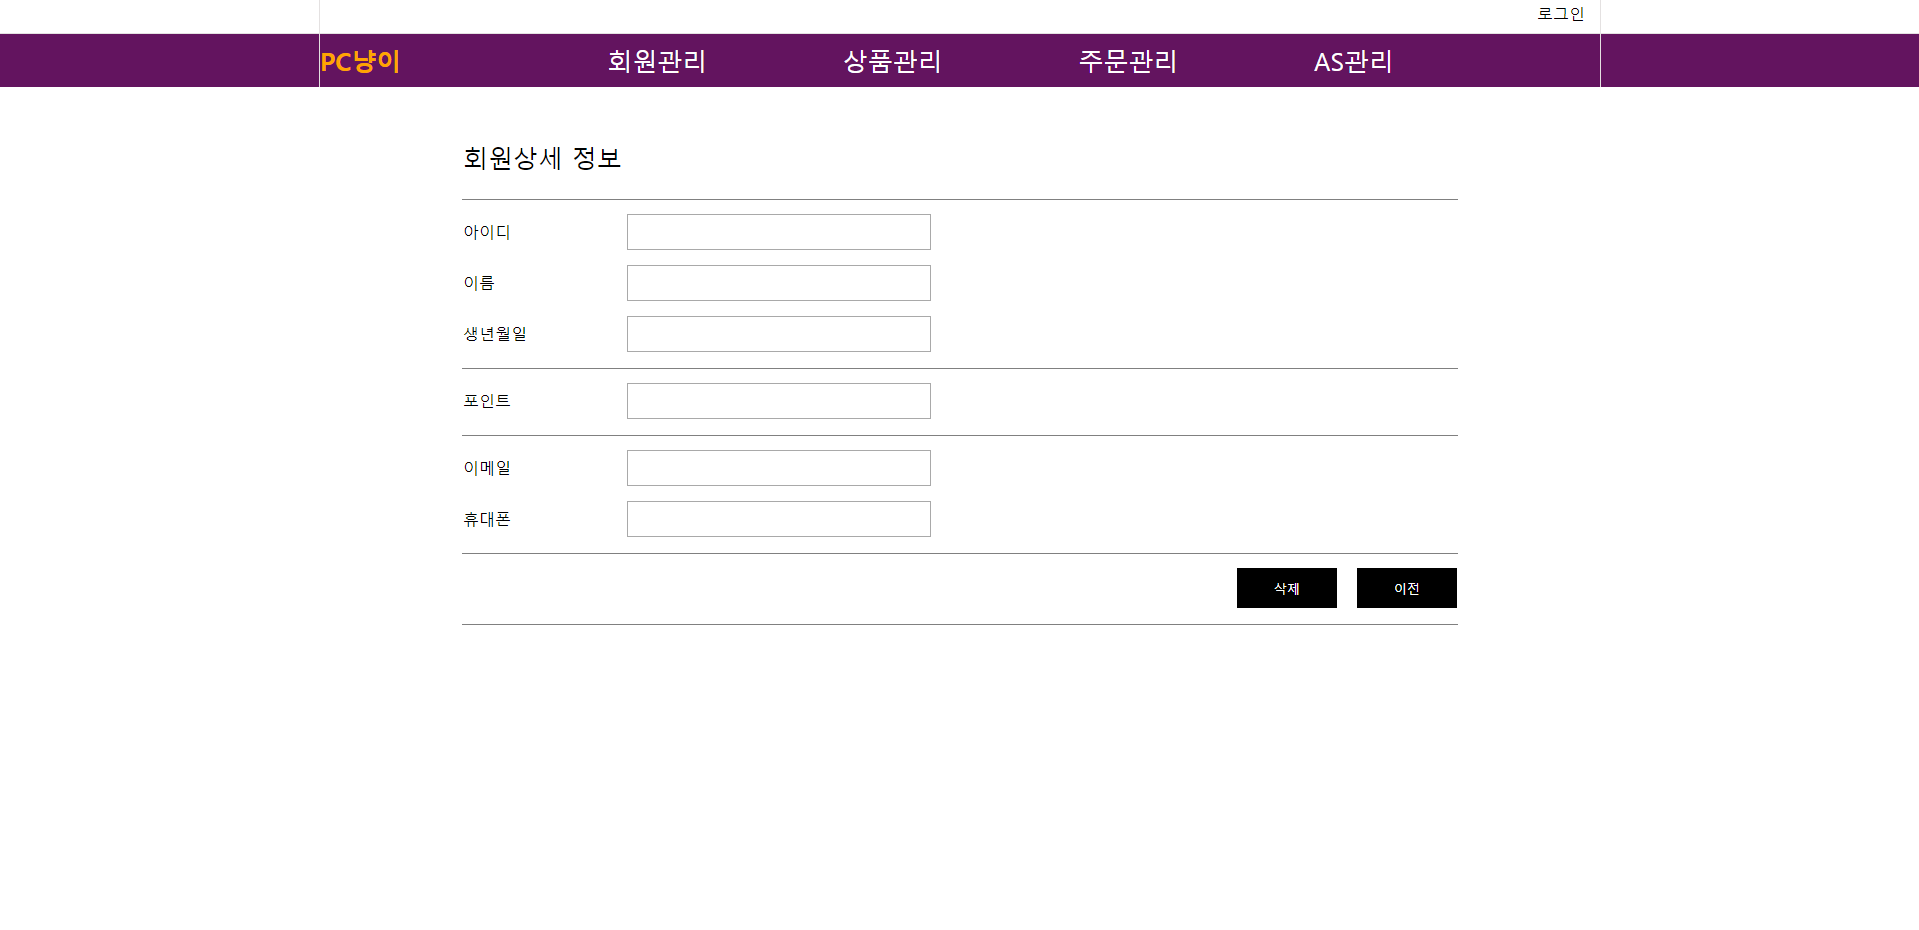 로그인
PC냥이 회원관리 상품관리 주문관리 AS관리
회원상세 정보
아이디
이름
생년월일
포인트
이메일
휴대폰
삭제 이전